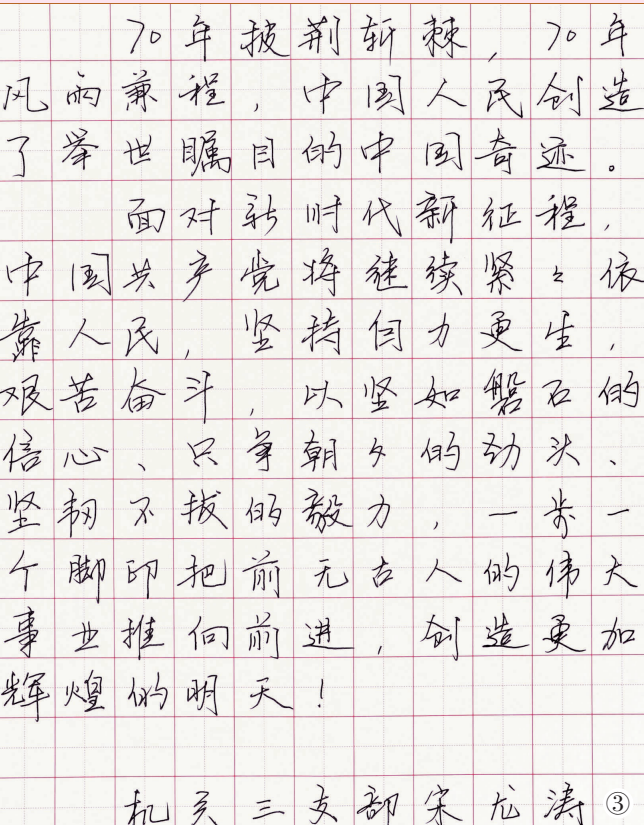 70年披荆斩棘，70年
风雨兼程，中国人民创造
了举世瞩目的中国奇迹。
面对新时代新征程，
中国共产党将继续紧々依
靠人民，坚持自力更生，
艰苦奋斗，以坚如磐石的
信心、只争朝夕的劲头、
坚韧不拔的毅力，一步一
个脚印把前无古人的伟大
事业推向前进，创造更加
辉煌的明天！
机关三支部宋尤涛 ③